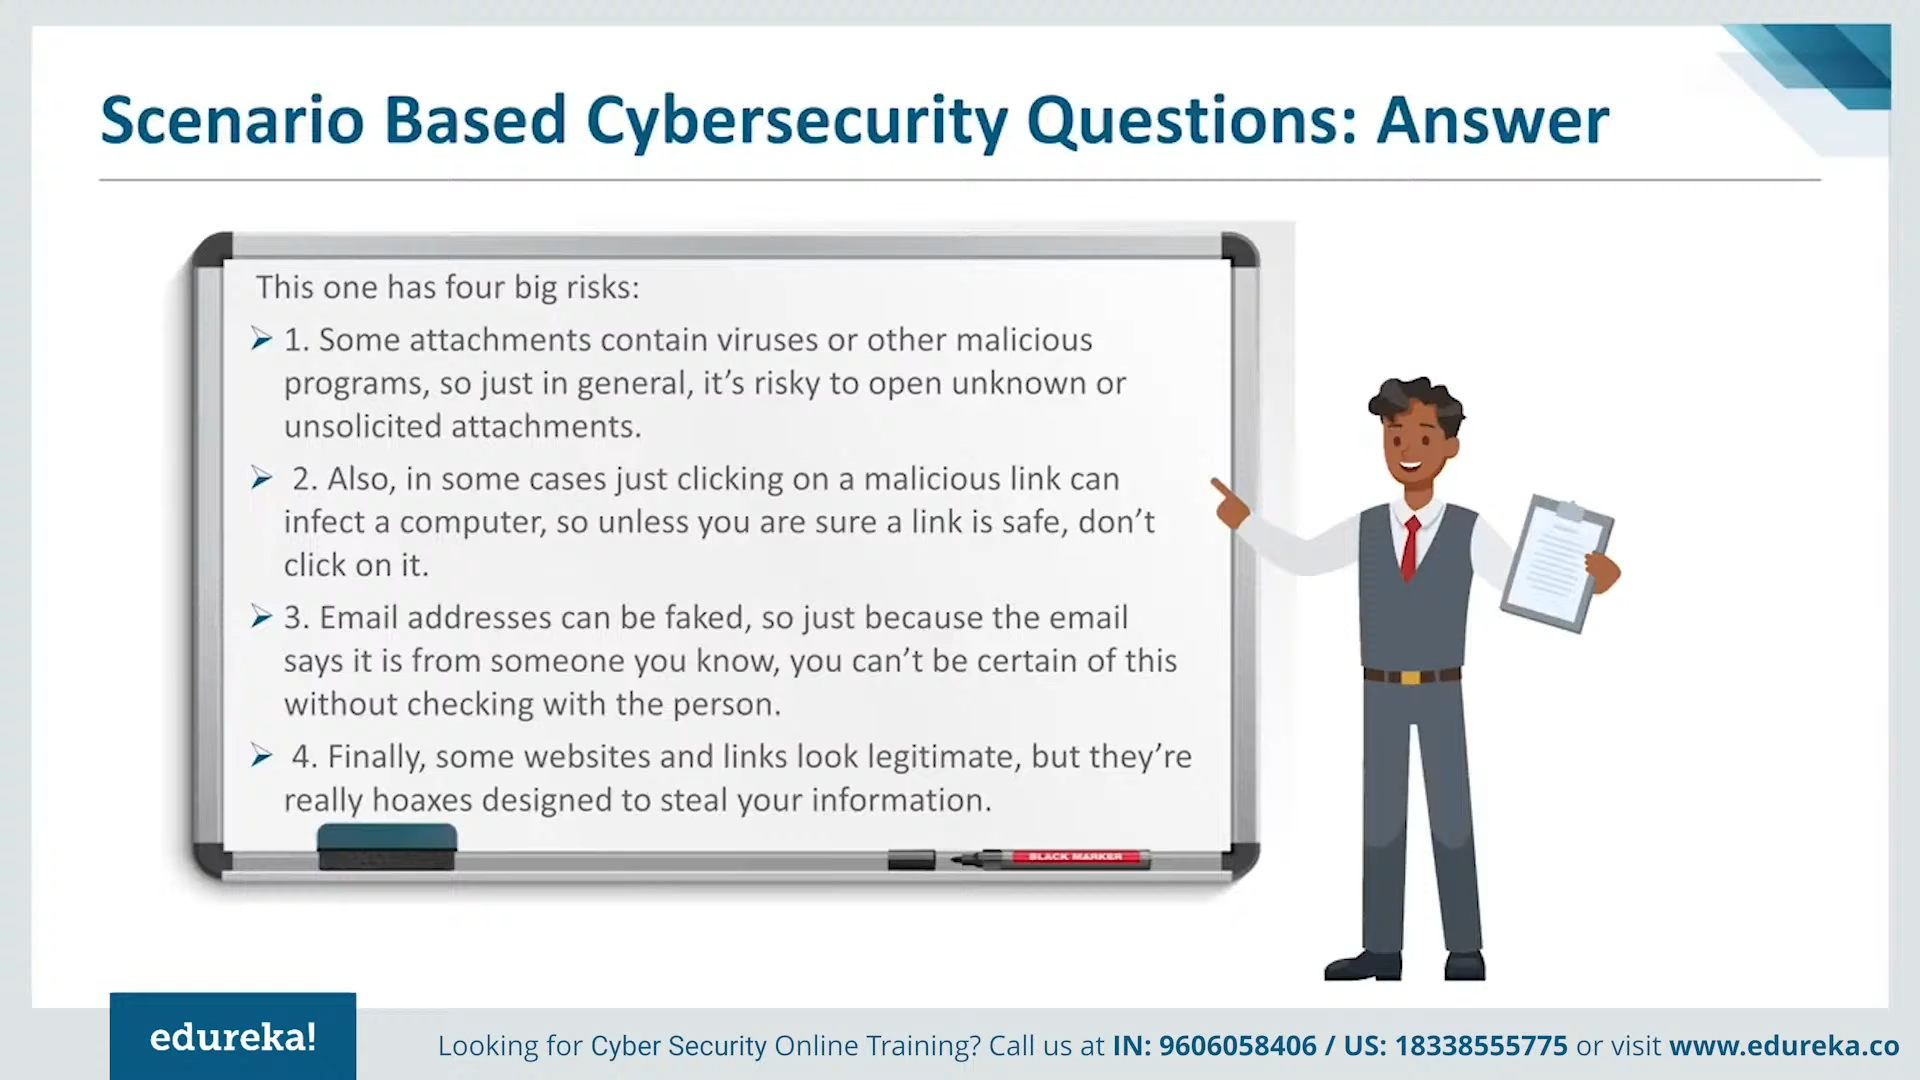 Scenario Based Cybersecurity Questions: Answer
This one has four big risks:
1. Some attachments contain viruses or other malicious
programs, so just in general, it’s risky to open unknown or
unsolicited attachments.
2. Also, in some cases just clicking on a malicious link can
infect a computer, so unless you are sure a link is safe, don’t
click on it.
3. Email addresses can be faked, so just because the email
says it is from someone you know, you can’t be certain of this
without checking with the person.
4. Finally, some websites and links look legitimate, but they’re
really hoaxes designed to steal your information.
BLACK MARKER
edureka!
Looking for Cyber Security Online Training? Call us at IN: 9606058406 / US: 18338555775 or visit www.edureka.co